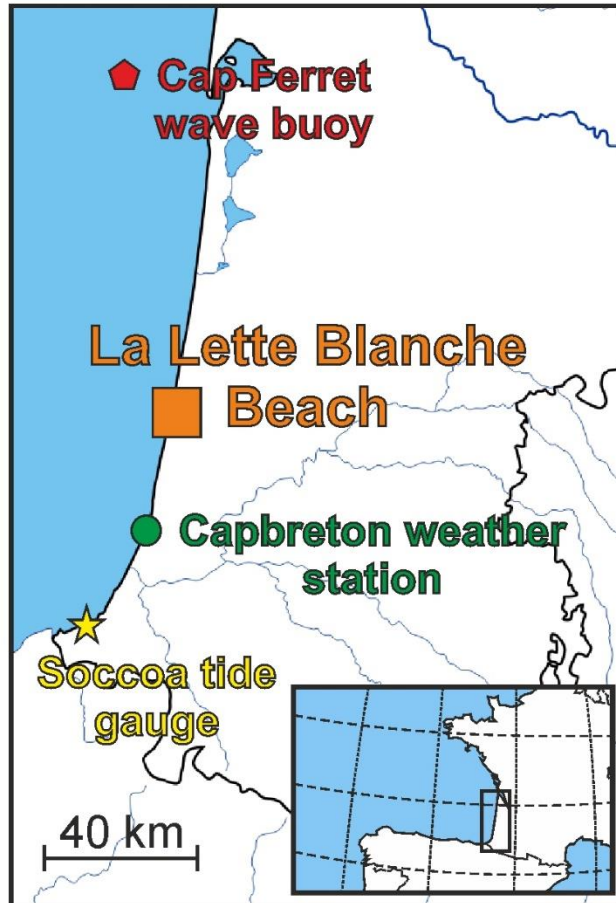 Cap Ferret
wave buoy
La Lette Blanche
Beach
Capbreton weather
station
Soccoa tide
gauge
40 km